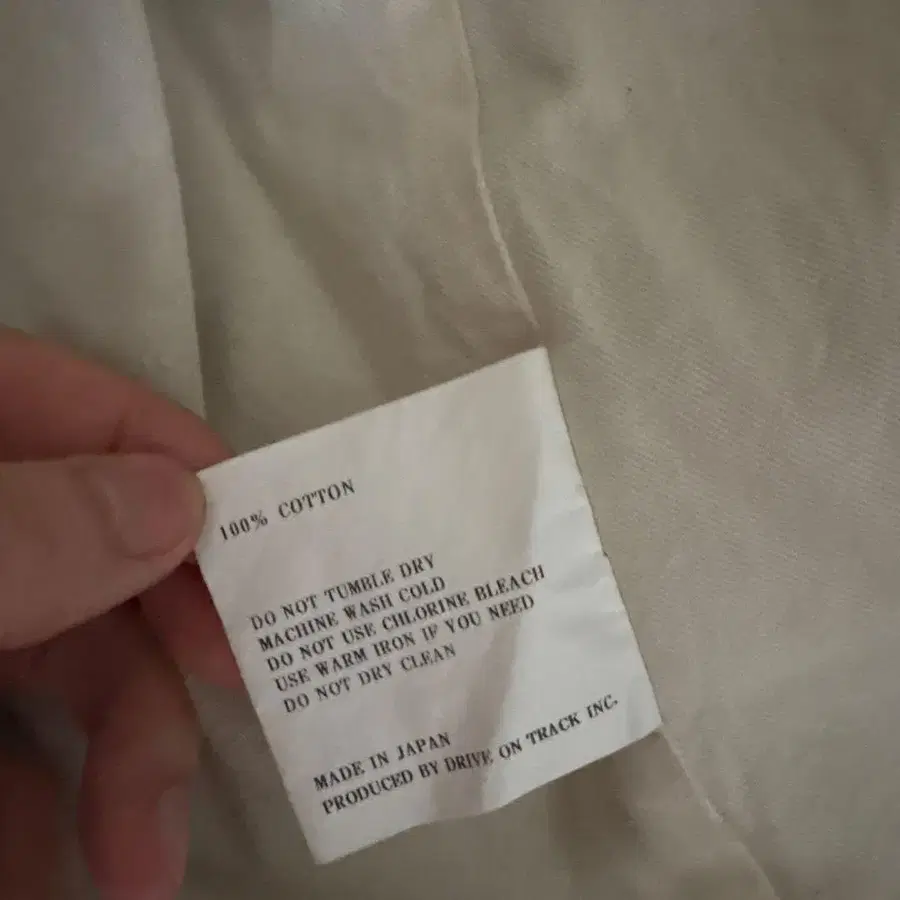 100% COTTON
DO NOT TUMBLE DRY
MACHINE WASH COLD
DO NOT USE CHLORINE BLEACH
USE WARM IRON IF YOU NEED
DO NOT DRY CLEAN
MADE IN JAPAN
PRODUCED BY DRIVE ON TRACK INC.